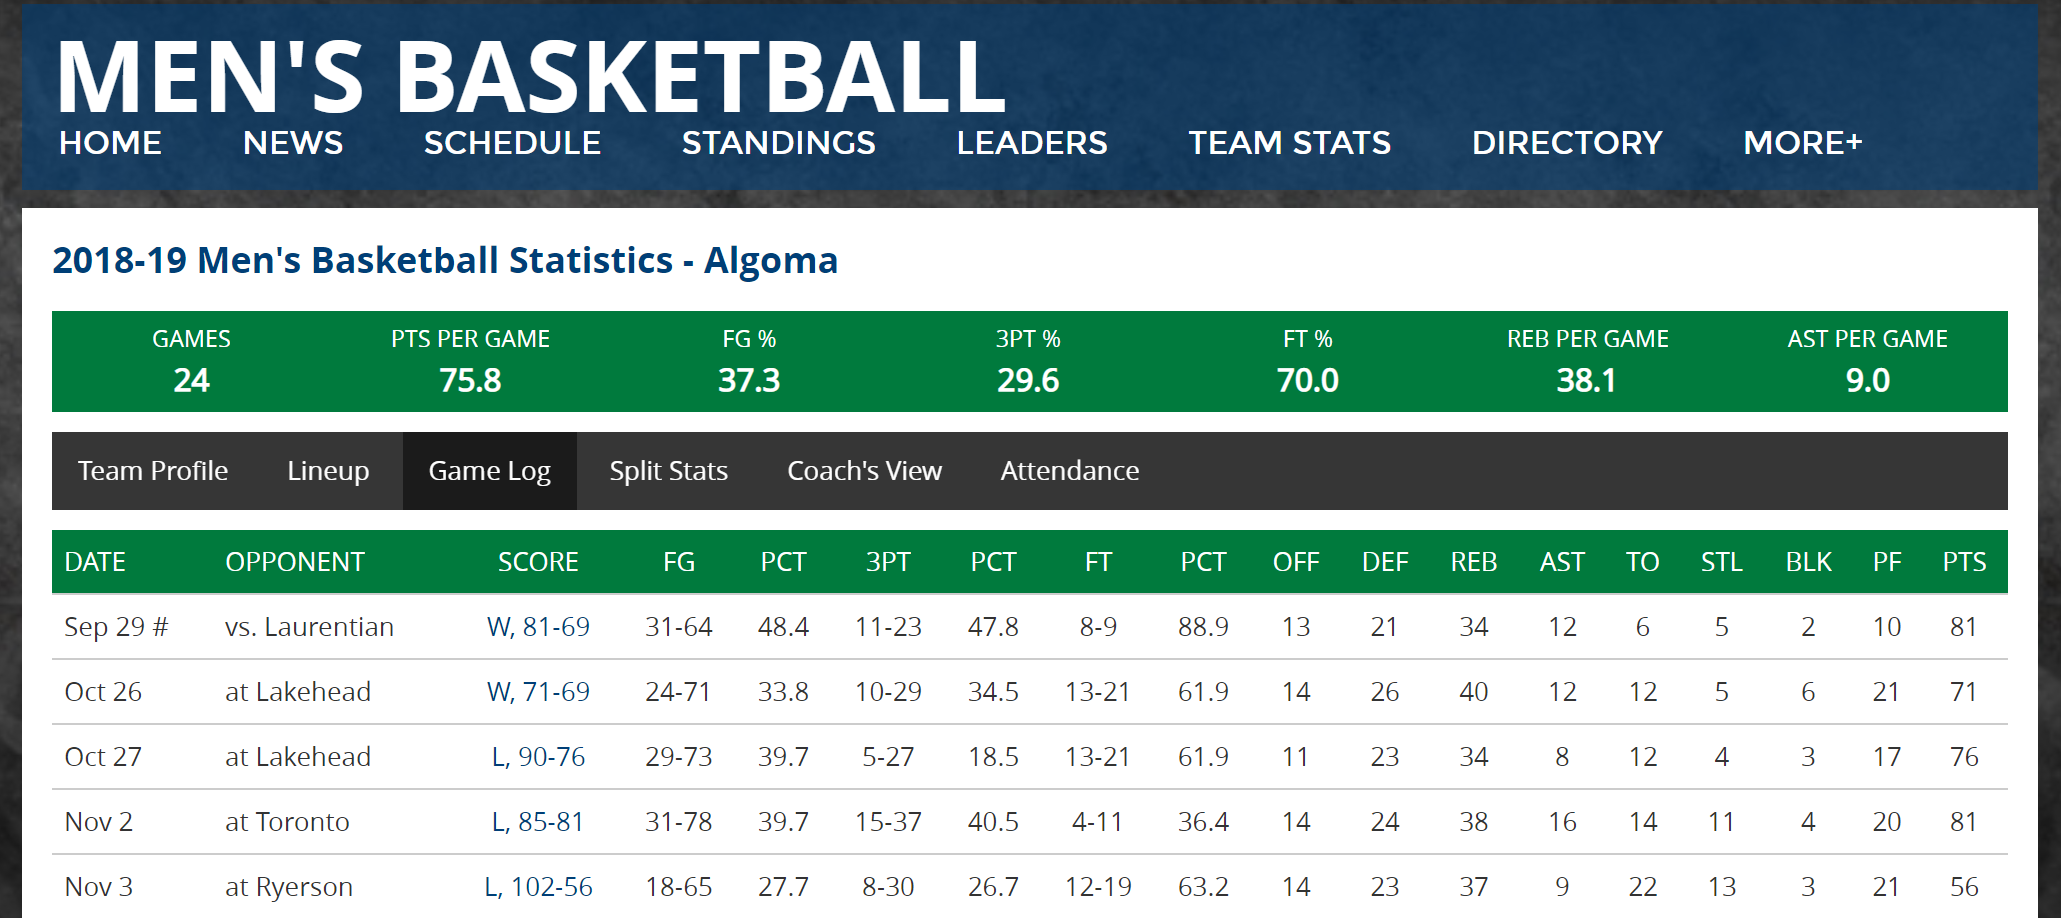 MEN'S BASKETBALL
HOME NEWS SCHEDULE STANDINGS LEADERS TEAM STATS DIRECTORY MORE+
2018-19 Men's Basketball Statistics - Algoma
GAMES PTS PER GAME FG % 3PT % FT % REB PER GAME AST PER GAME
24 75.8 37.3 29.6 70.0 38.1 9.0
Team Profile Lineup Game Log Split Stats Coach's View Attendance
DATE OPPONENT SCORE FG PCT 3PT PCT FT PCT OFF DEF REB AST TO STL BLK PF PTS
Sep 29 # vs. Laurentian W, 81-69 31-64 48.4 11-23 47.8 8-9 88.9 13 21 34 12 6 5 2 10 81
Oct 26 at Lakehead W, 71-69 24-71 33.8 10-29 34.5 13-21 61.9 14 26 40 12 12 5 6 21 71
Oct 27 at Lakehead L, 90-76 29-73 39.7 5-27 18.5 13-21 61.9 11 23 34 8 12 4 3 17 76
Nov 2 at Toronto L, 85-81 31-78 39.7 15-37 40.5 4-11 36.4 14 24 38 16 14 11 4 20 81
Nov 3 at Ryerson L, 102-56 18-65 27.7 8-30 26.7 12-19 63.2 14 23 37 9 22 13 3 21 56